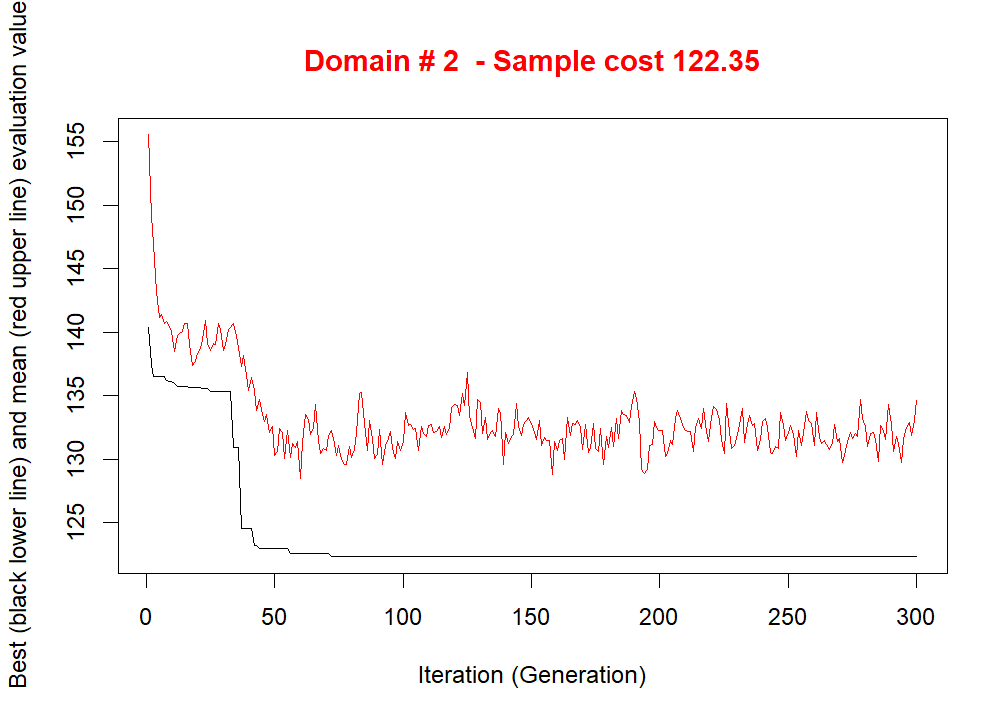 Domain # 2  - Sample cost 122.35
Best (black lower line) and mean (red upper line) evaluation value
155
150
145
140
135
130
125
0 50 100 150 200 250 300
Iteration (Generation)